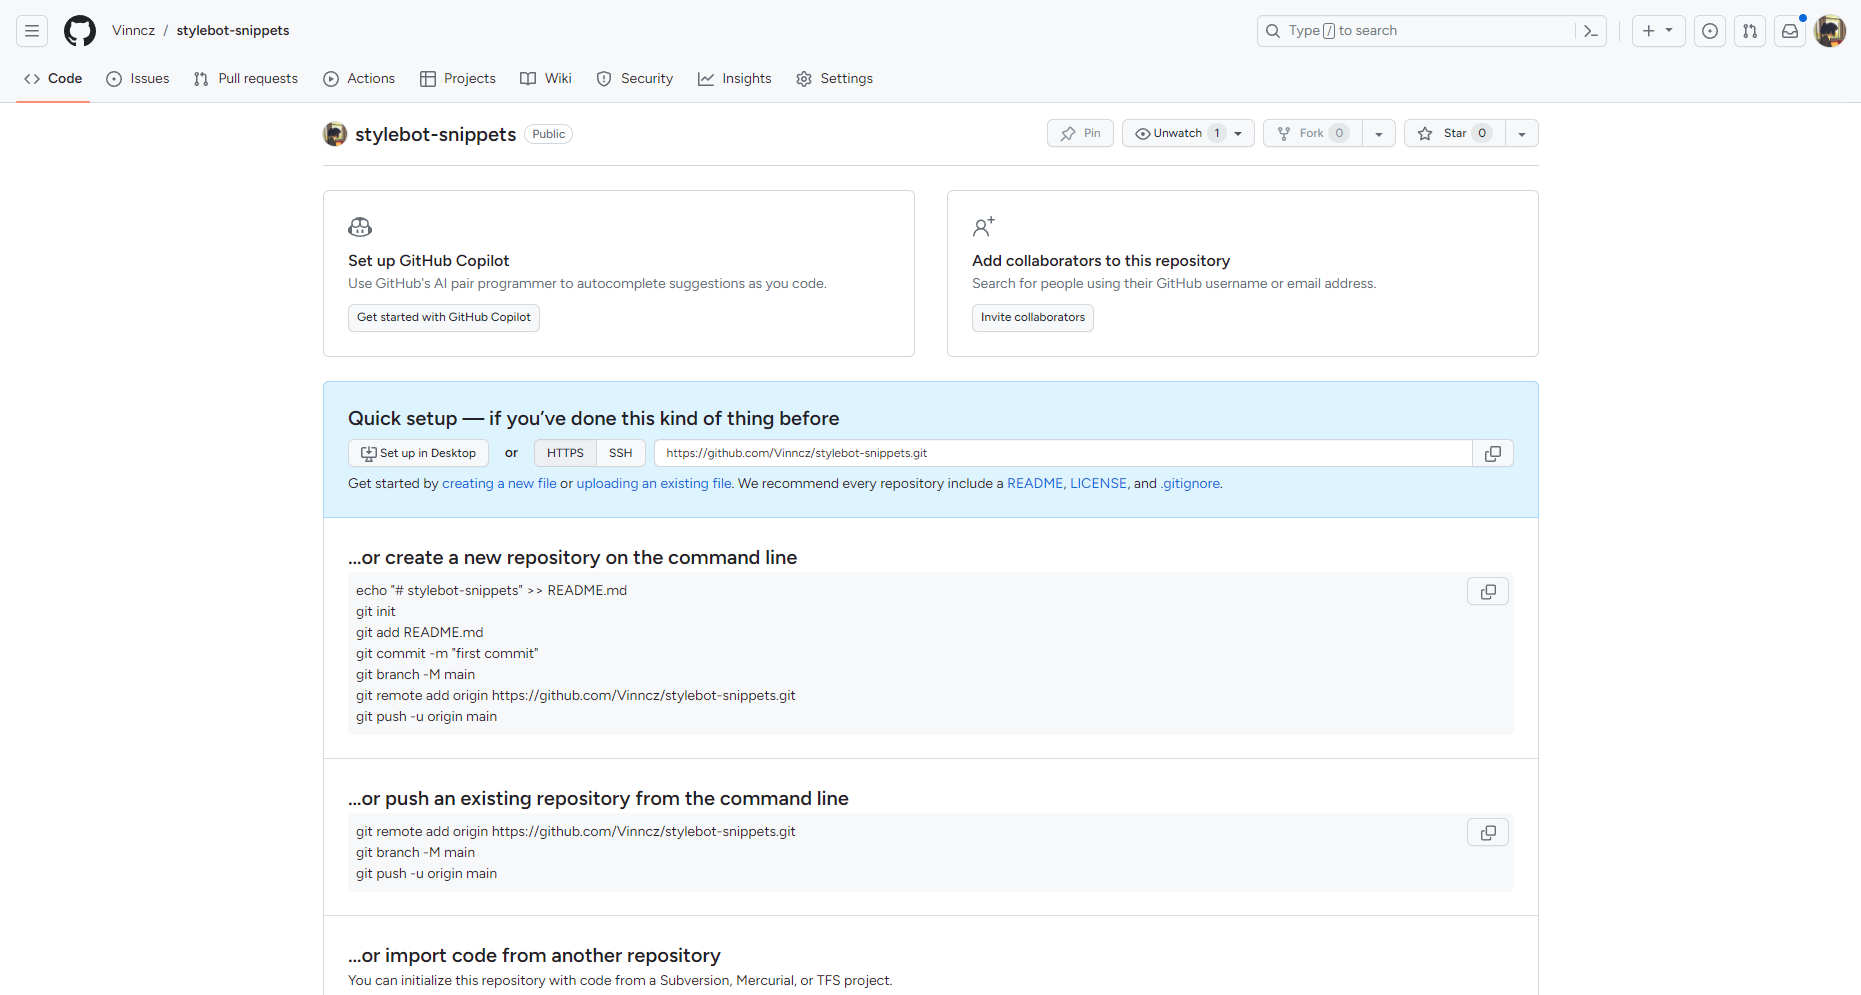 Vinncz / stylebot-snippets
Type / to search
Code Issues Pull requests Actions Projects Wiki Security Insights Settings
stylebot-snippets Public
Pin Unwatch 1 Fork 0 Star 0
Set up GitHub Copilot
Use GitHub's AI pair programmer to autocomplete suggestions as you code.
Get started with GitHub Copilot
Add collaborators to this repository
Search for people using their GitHub username or email address.
Invite collaborators
Quick setup — if you’ve done this kind of thing before
Set up in Desktop or HTTPS SSH https://github.com/Vinncz/stylebot-snippets.git
Get started by creating a new file or uploading an existing file. We recommend every repository include a README, LICENSE, and .gitignore.
…or create a new repository on the command line
echo "# stylebot-snippets" >> README.md
git init
git add README.md
git commit -m "first commit"
git branch -M main
git remote add origin https://github.com/Vinncz/stylebot-snippets.git
git push -u origin main
…or push an existing repository from the command line
git remote add origin https://github.com/Vinncz/stylebot-snippets.git
git branch -M main
git push -u origin main
…or import code from another repository
You can initialize this repository with code from a Subversion, Mercurial, or TFS project.